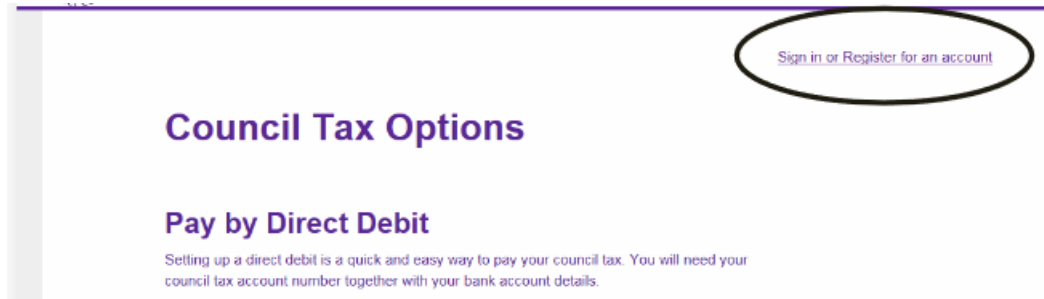 Sign in or Register for an account
Council Tax Options
Pay by Direct Debit
Setting up a direct debit is a quick and easy way to pay your council tax. You will need your
council tax account number together with your bank account details.